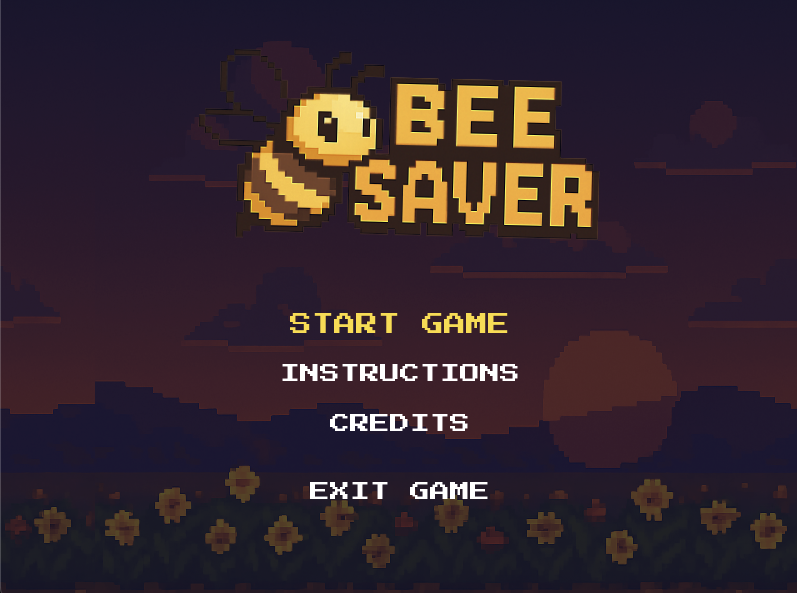 BEE
SAVER
START GAME
INSTRUCTIONS
CREDITS
EXIT GAME